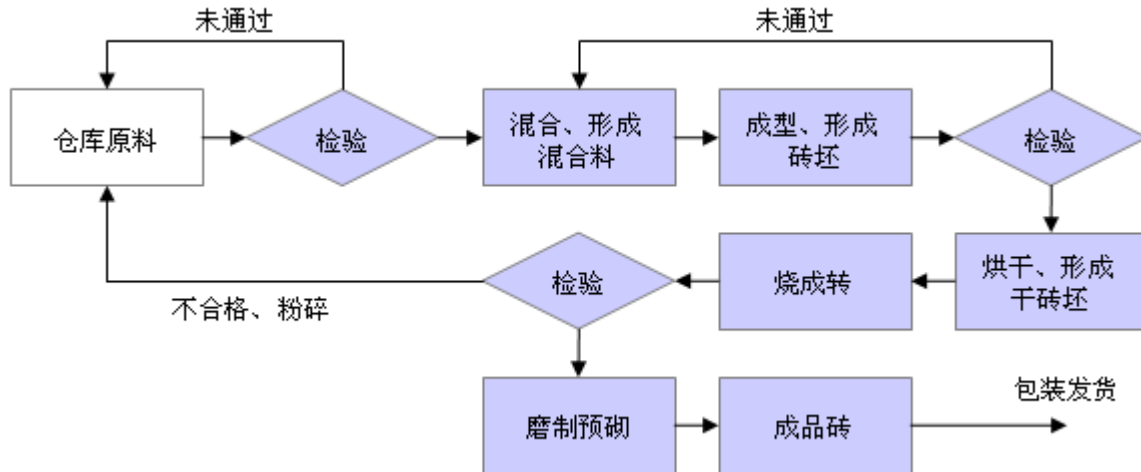 未通过
未通过
仓库原料
检验
混合、形成
混合料
成型、形成
砖坯
检验
不合格、粉碎
检验
烧成转
烘干、形成
干砖坯
磨制预砌
成品砖
包装发货